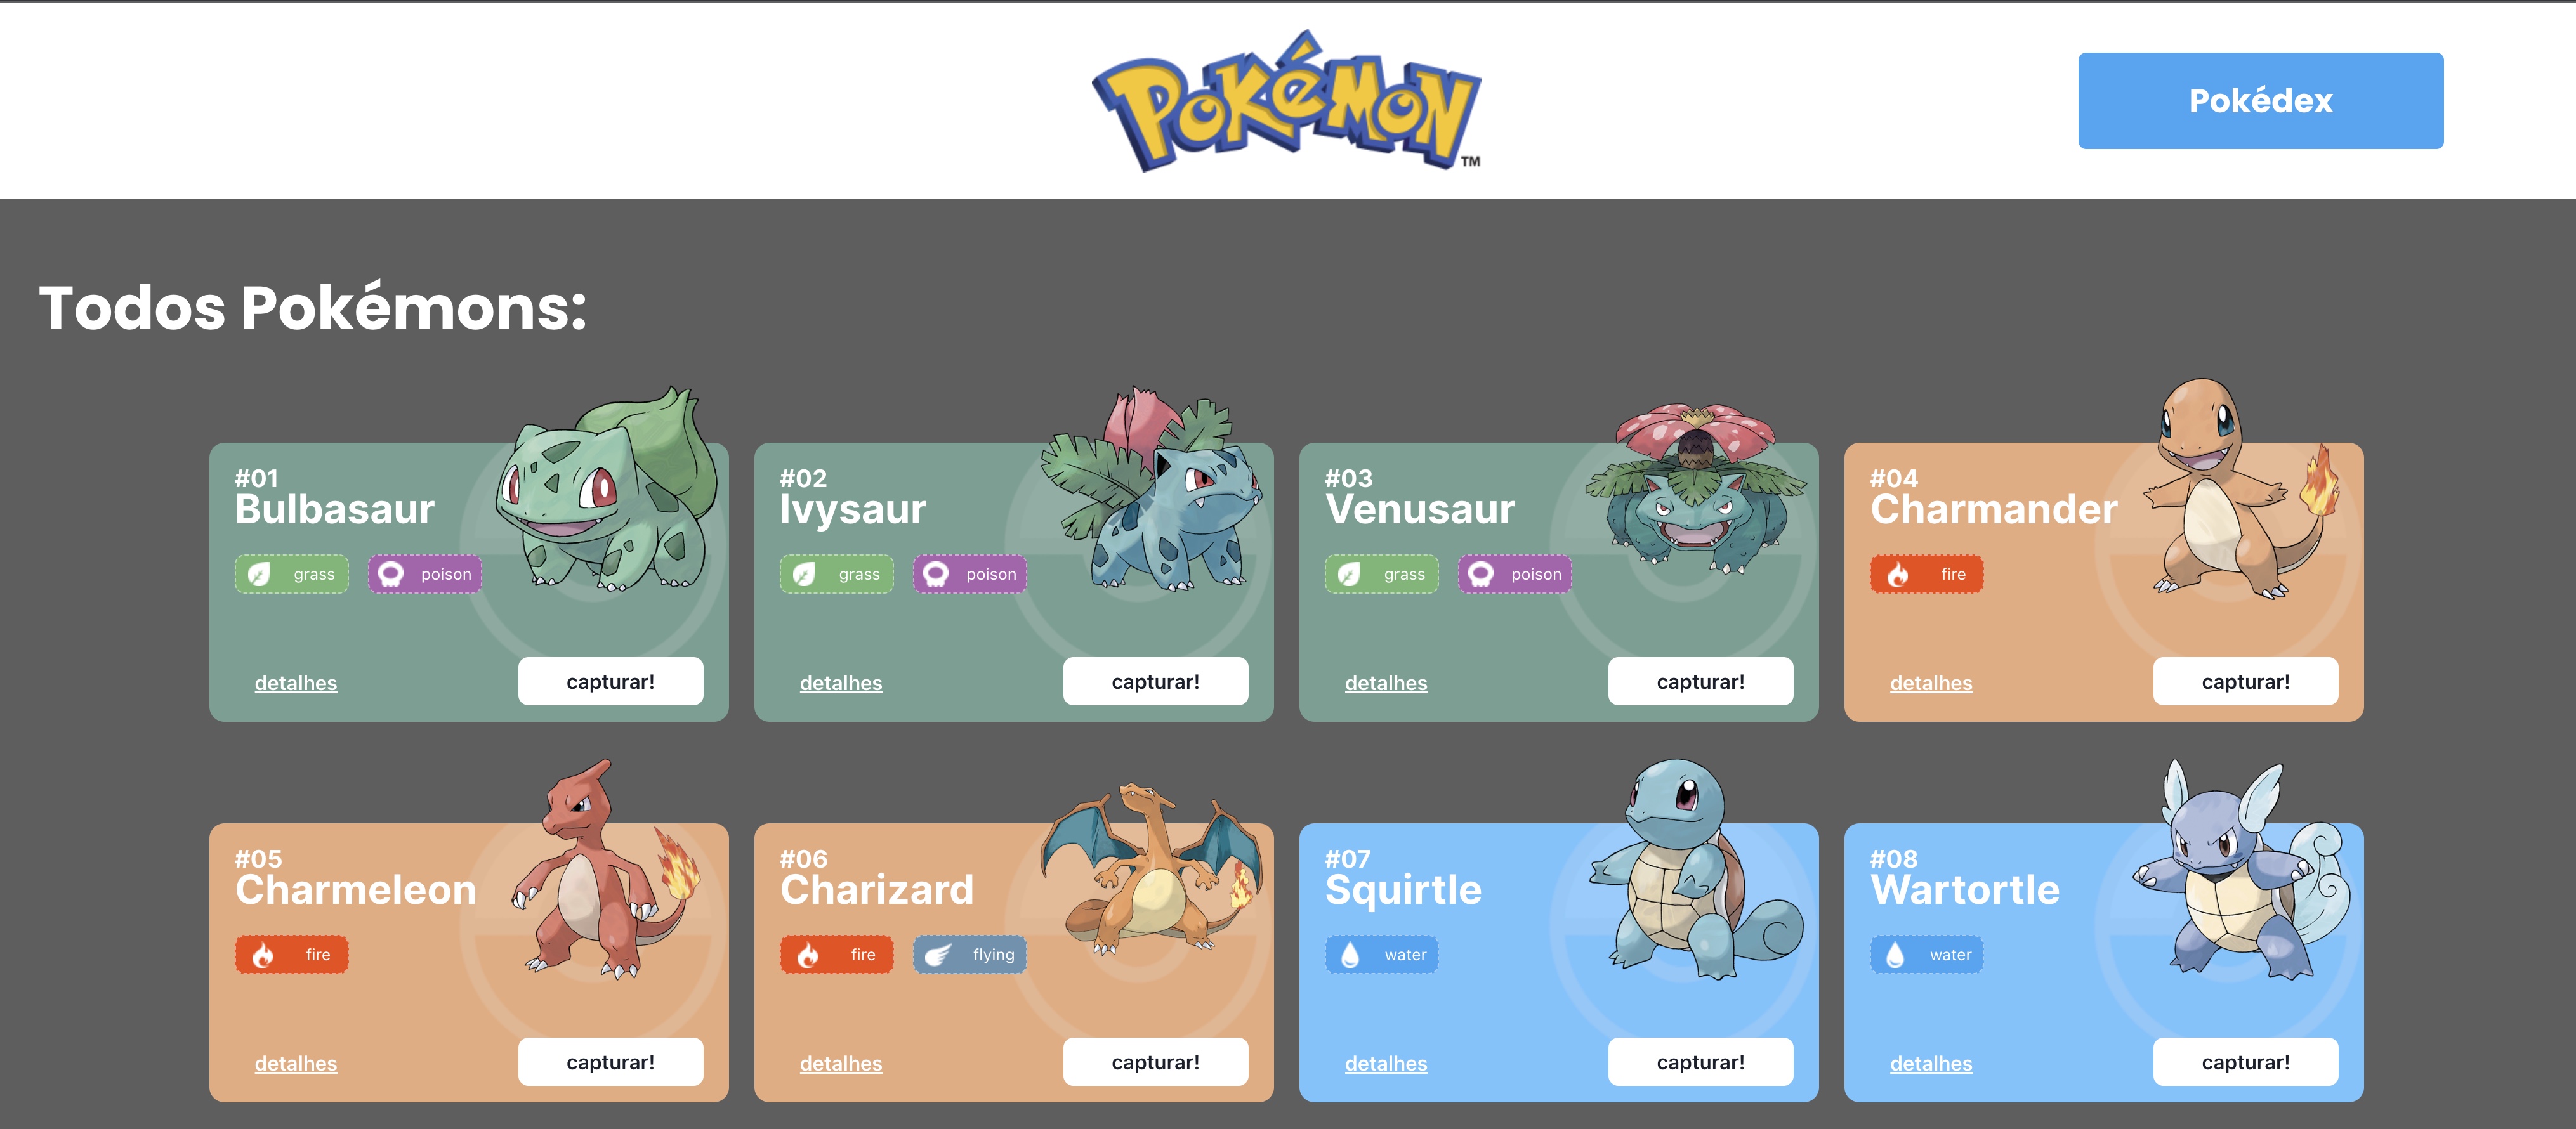 POKÉMON
TM
Pokédex
Todos Pokémons:
#01
Bulbasaur
grass poison
detalhes capturar!
#02
Ivysaur
grass poison
detalhes capturar!
#03
Venusaur
grass poison
detalhes capturar!
#04
Charmander
fire
detalhes capturar!
#05
Charmeleon
fire
detalhes capturar!
#06
Charizard
fire flying
detalhes capturar!
#07
Squirtle
water
detalhes capturar!
#08
Wartortle
water
detalhes capturar!